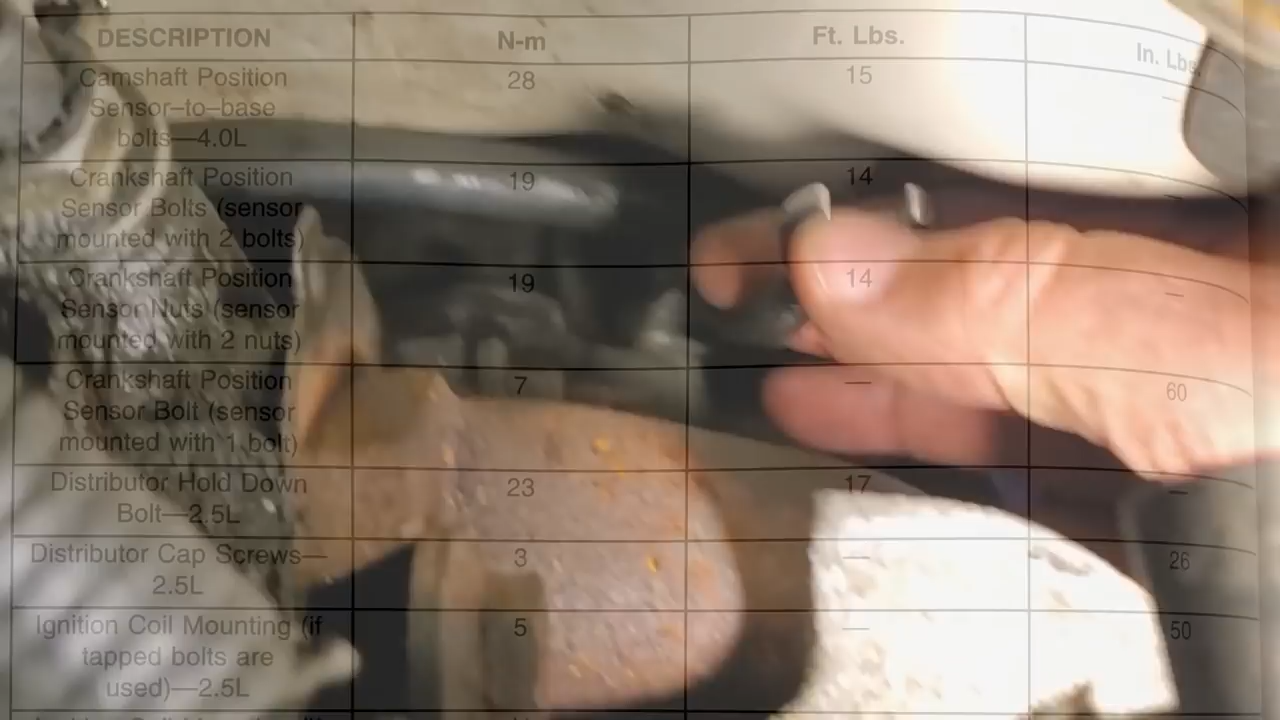 DESCRIPTION N-m Ft. Lbs. In. Lbs.
Camshaft Position 28 15 —
Sensor–to–base
bolts—4.0L
Crankshaft Position 19 14 —
Sensor Bolts (sensor
mounted with 2 bolts)
Crankshaft Position 19 14 —
Sensor Nuts (sensor
mounted with 2 nuts)
Crankshaft Position 7 — 60
Sensor Bolt (sensor
mounted with 1 bolt)
Distributor Hold Down 23 17 —
Bolt—2.5L
Distributor Cap Screws— 3 — 26
2.5L
Ignition Coil Mounting (if 5 — 50
tapped bolts are
used)—2.5L